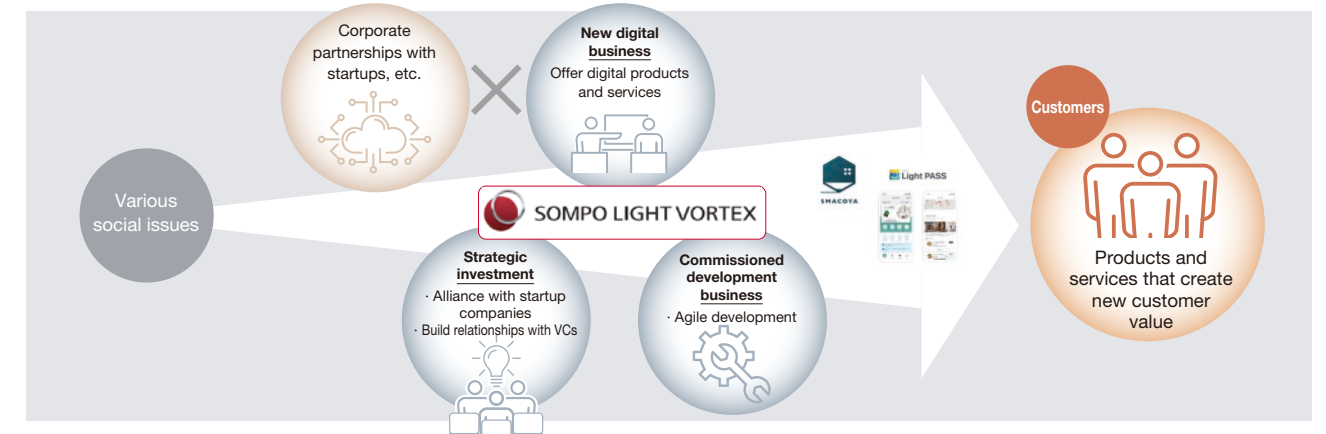 Various
social issues
Corporate
partnerships with
startups, etc.
New digital
business
Offer digital products
and services
SOMPO LIGHT VORTEX
Strategic
investment
· Alliance with startup
companies
· Build relationships with VCs
Commissioned
development
business
· Agile development
SMACOYA
Light PASS
Customers
Products and
services that create
new customer
value